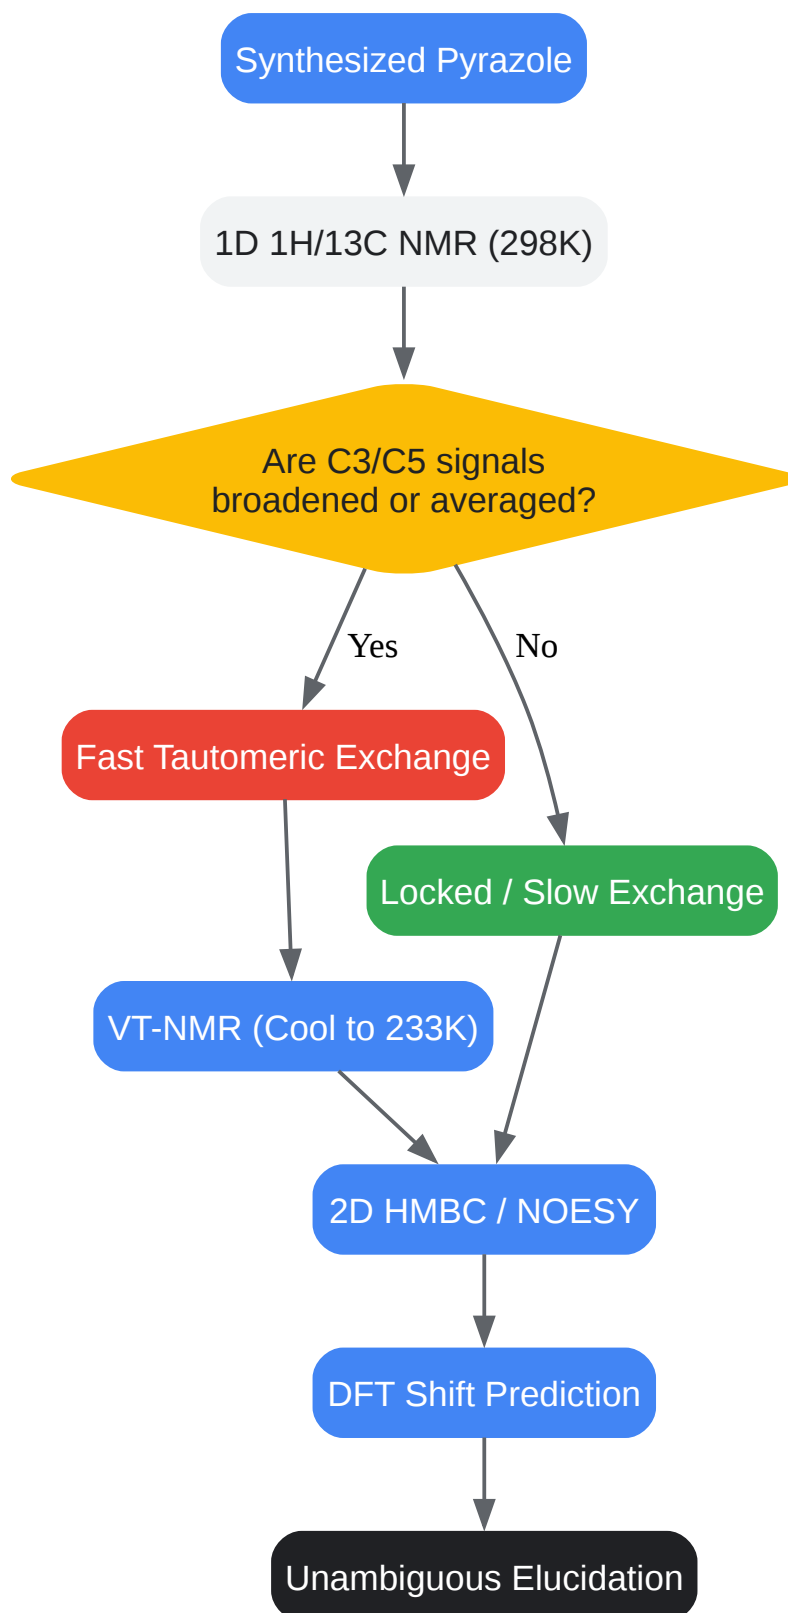 Synthesized Pyrazole
1D 1H/13C NMR (298K)
Are C3/C5 signals
broadened or averaged?
Yes
No
Fast Tautomeric Exchange
Locked / Slow Exchange
VT-NMR (Cool to 233K)
2D HMBC / NOESY
DFT Shift Prediction
Unambiguous Elucidation